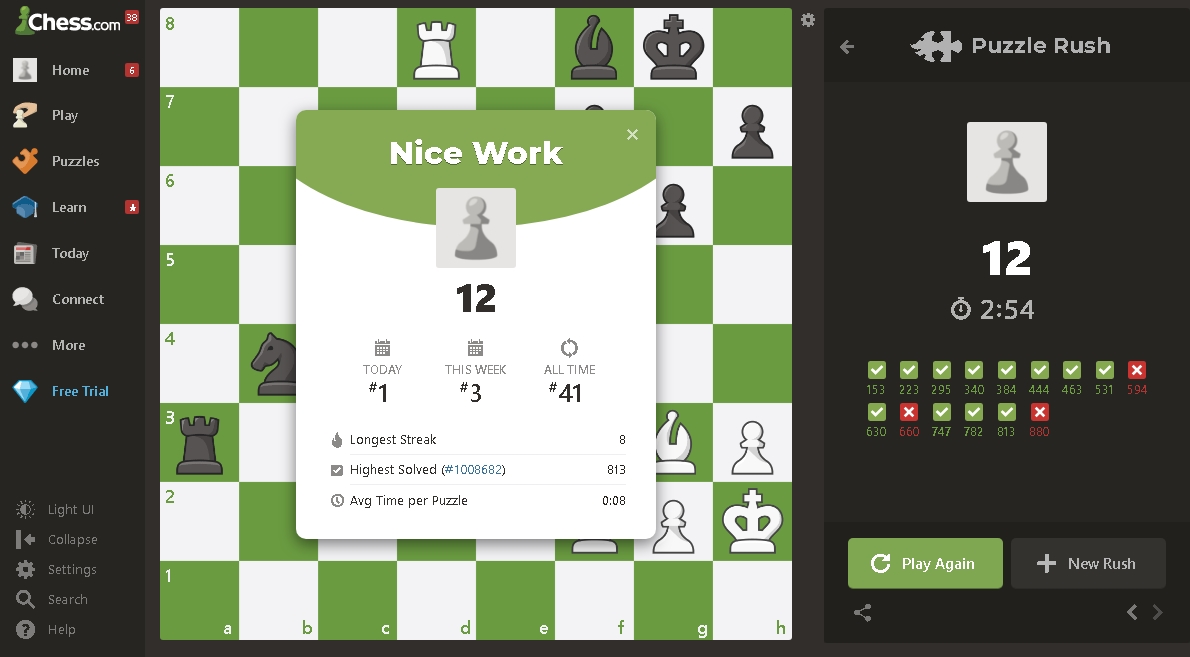 Chess.com 38
Home 6
Play
Puzzles
Learn
Today
Connect
More
Free Trial
Light UI
Collapse
Settings
Search
Help
8
7
6
5
4
3
2
1
a b c d e f g h
Nice Work
12
TODAY THIS WEEK ALL TIME
#1 #3 #41
Longest Streak 8
Highest Solved (#1008682) 813
Avg Time per Puzzle 0:08
Puzzle Rush
12
2:54
153 223 295 340 384 444 463 531 594
630 660 747 782 813 880
Play Again New Rush